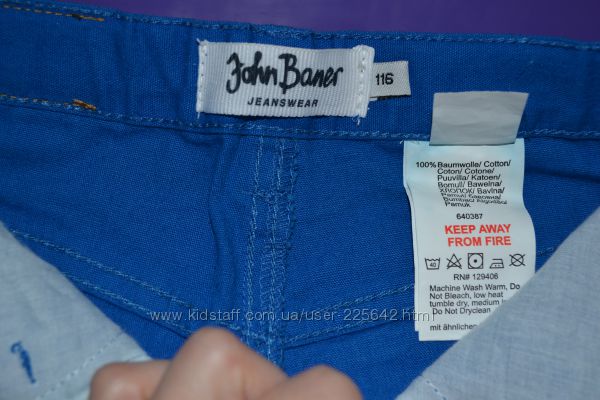 John Baner
JEANSWEAR
116
100% Baumwolle/ Cotton/
Coton/ Cotone/
Puuvilla/ Katoen/
Bomull/ Bawelna/
Pamuk
640387
KEEP AWAY
FROM FIRE
40
RN# 129406
Machine Wash Warm, Do
Not Bleach, low heat
tumble dry, medium
Do Not Dryclean
mit ähnlichen
www.kidstaff.com.ua/user-225642.html